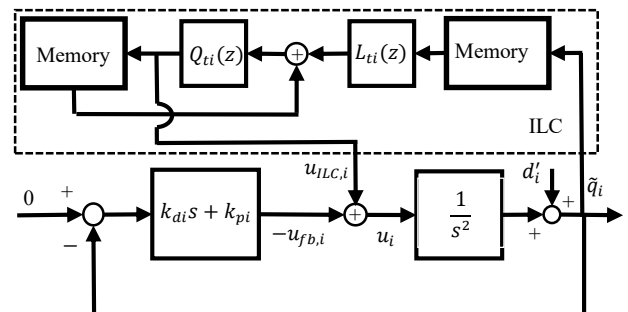 Memory
Q_{ti}(z)
+
L_{ti}(z)
Memory
ILC
u_{ILC,i}
d'_i
q̃_i
0
+
−
k_{di}s + k_{pi}
−u_{fb,i}
+
u_i
1/s²
+
+